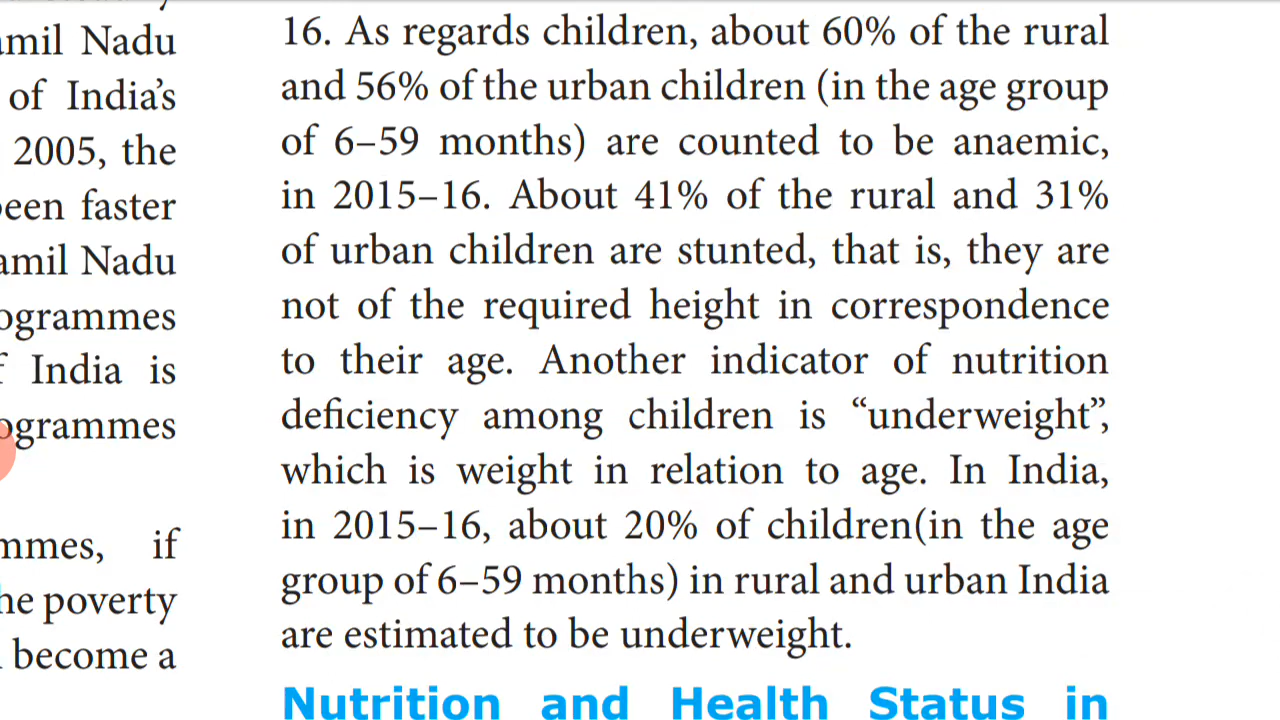 amil Nadu
of India's
2005, the
een faster
amil Nadu
ogrammes
India is
ogrammes
mmes, if
he poverty
become a
16. As regards children, about 60% of the rural
and 56% of the urban children (in the age group
of 6–59 months) are counted to be anaemic,
in 2015–16. About 41% of the rural and 31%
of urban children are stunted, that is, they are
not of the required height in correspondence
to their age. Another indicator of nutrition
deficiency among children is “underweight”,
which is weight in relation to age. In India,
in 2015–16, about 20% of children(in the age
group of 6–59 months) in rural and urban India
are estimated to be underweight.
Nutrition and Health Status in